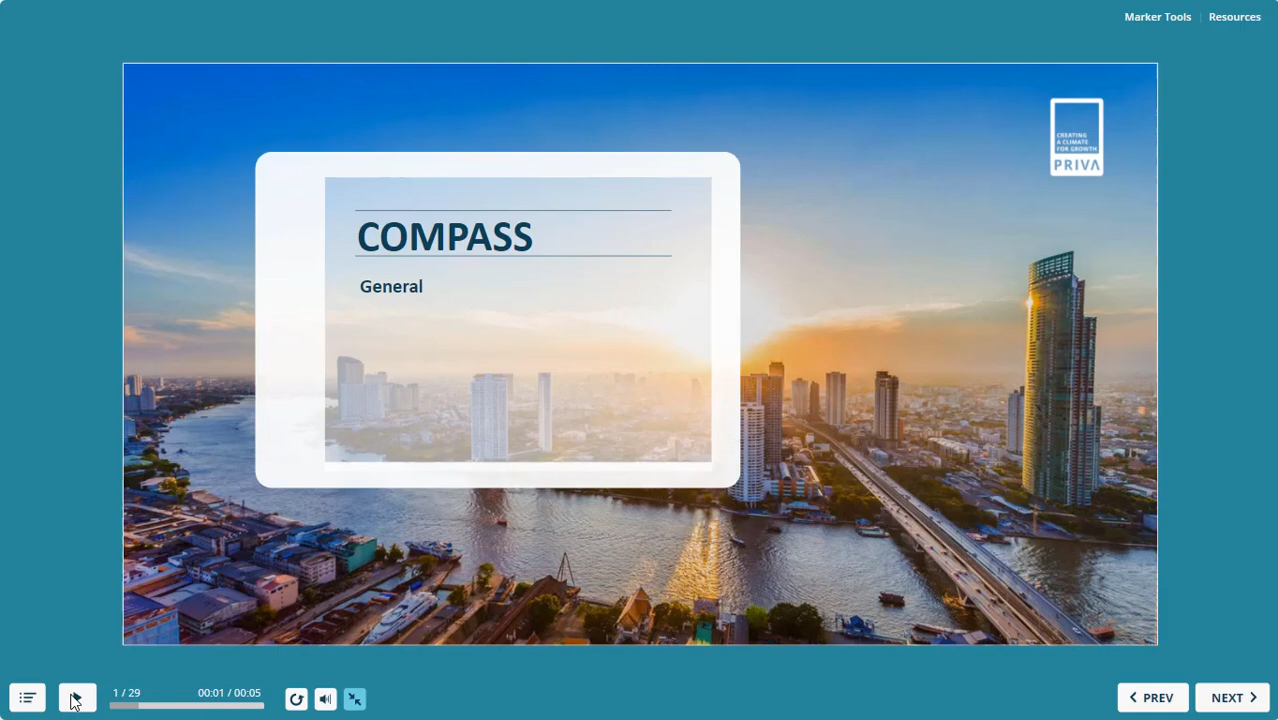 Marker Tools
Resources
CREATING
A CLIMATE
FOR GROWTH
PRIVA
COMPASS
General
1 / 29
00:01 / 00:05
PREV
NEXT